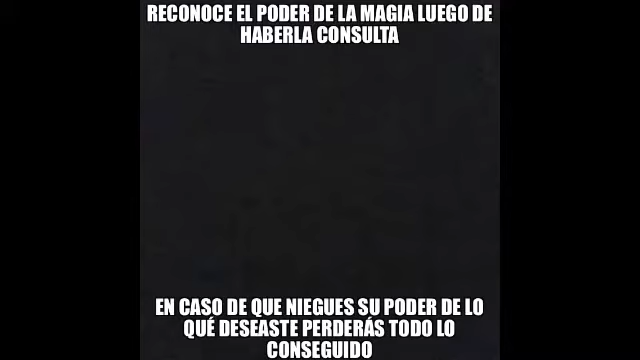 RECONOCE EL PODER DE LA MAGIA LUEGO DE
HABERLA CONSULTA
EN CASO DE QUE NIEGUES SU PODER DE LO
QUÉ DESEASTE PERDERÁS TODO LO
CONSEGUIDO